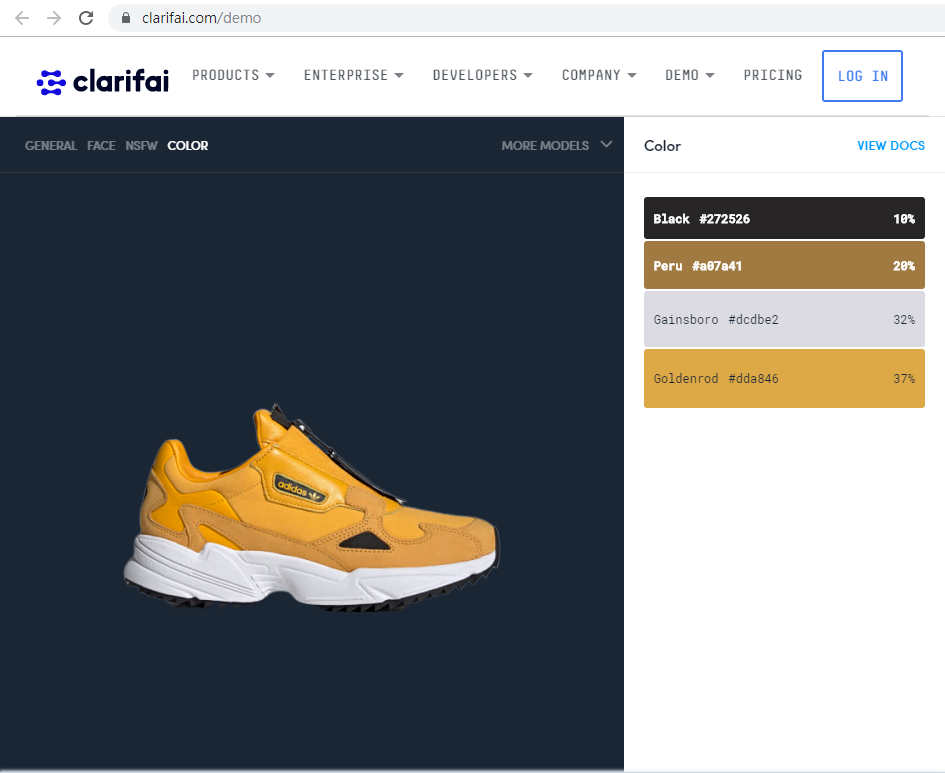 clarifai.com/demo
clarifai PRODUCTS ENTERPRISE DEVELOPERS COMPANY DEMO PRICING LOG IN
GENERAL FACE NSFW COLOR MORE MODELS
Color VIEW DOCS
Black #272526 10%
Peru #a07a41 20%
Gainsboro #dcdbe2 32%
Goldenrod #dda846 37%
adidas